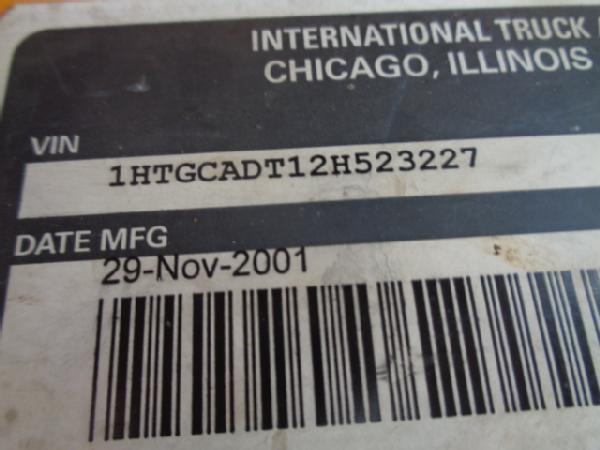 INTERNATIONAL TRUCK
CHICAGO, ILLINOIS
VIN
1HTGCADT12H523227
DATE MFG
29-Nov-2001